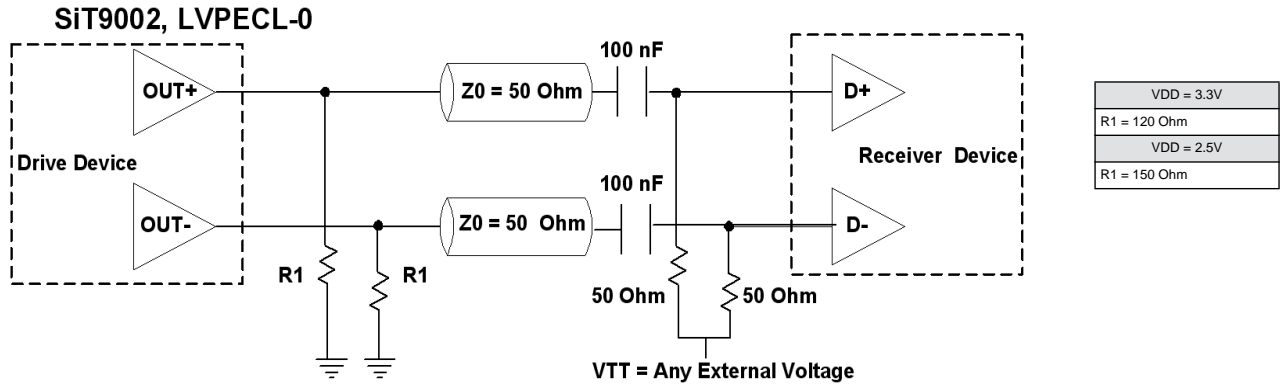 SiT9002, LVPECL-0
100 nF
OUT+
Z0 = 50 Ohm
D+
Drive Device
Receiver Device
100 nF
OUT-
Z0 = 50 Ohm
D-
R1
R1
50 Ohm
50 Ohm
VTT = Any External Voltage
VDD = 3.3V
R1 = 120 Ohm
VDD = 2.5V
R1 = 150 Ohm